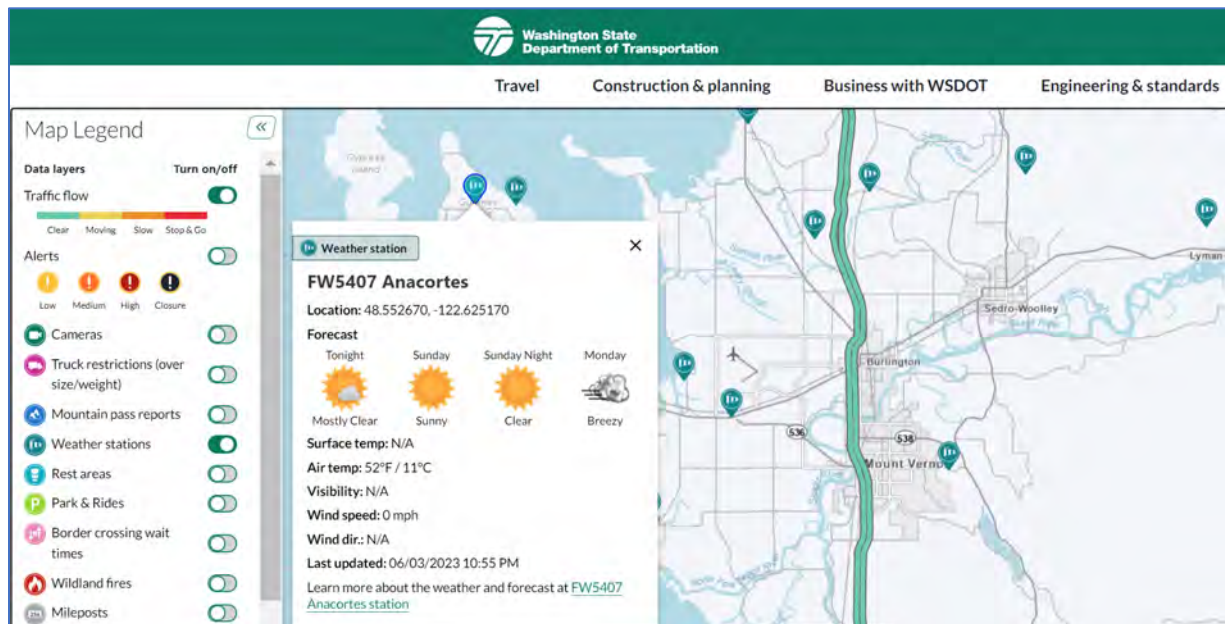 Washington State
Department of Transportation
Travel Construction & planning Business with WSDOT Engineering & standards
Map Legend
Data layers Turn on/off
Traffic flow
Clear Moving Slow Stop & Go
Alerts
Low Medium High Closure
Cameras
Truck restrictions (over
size/weight)
Mountain pass reports
Weather stations
Rest areas
Park & Rides
Border crossing wait
times
Wildland fires
Mileposts
Weather station
FW5407 Anacortes
Location: 48.552670, -122.625170
Forecast
Tonight Sunday Sunday Night Monday
Mostly Clear Sunny Clear Breezy
Surface temp: N/A
Air temp: 52°F / 11°C
Visibility: N/A
Wind speed: 0 mph
Wind dir.: N/A
Last updated: 06/03/2023 10:55 PM
Learn more about the weather and forecast at FW5407
Anacortes station
Lyman
Sedro-Woolley
Burlington
536
538
Mount Vern